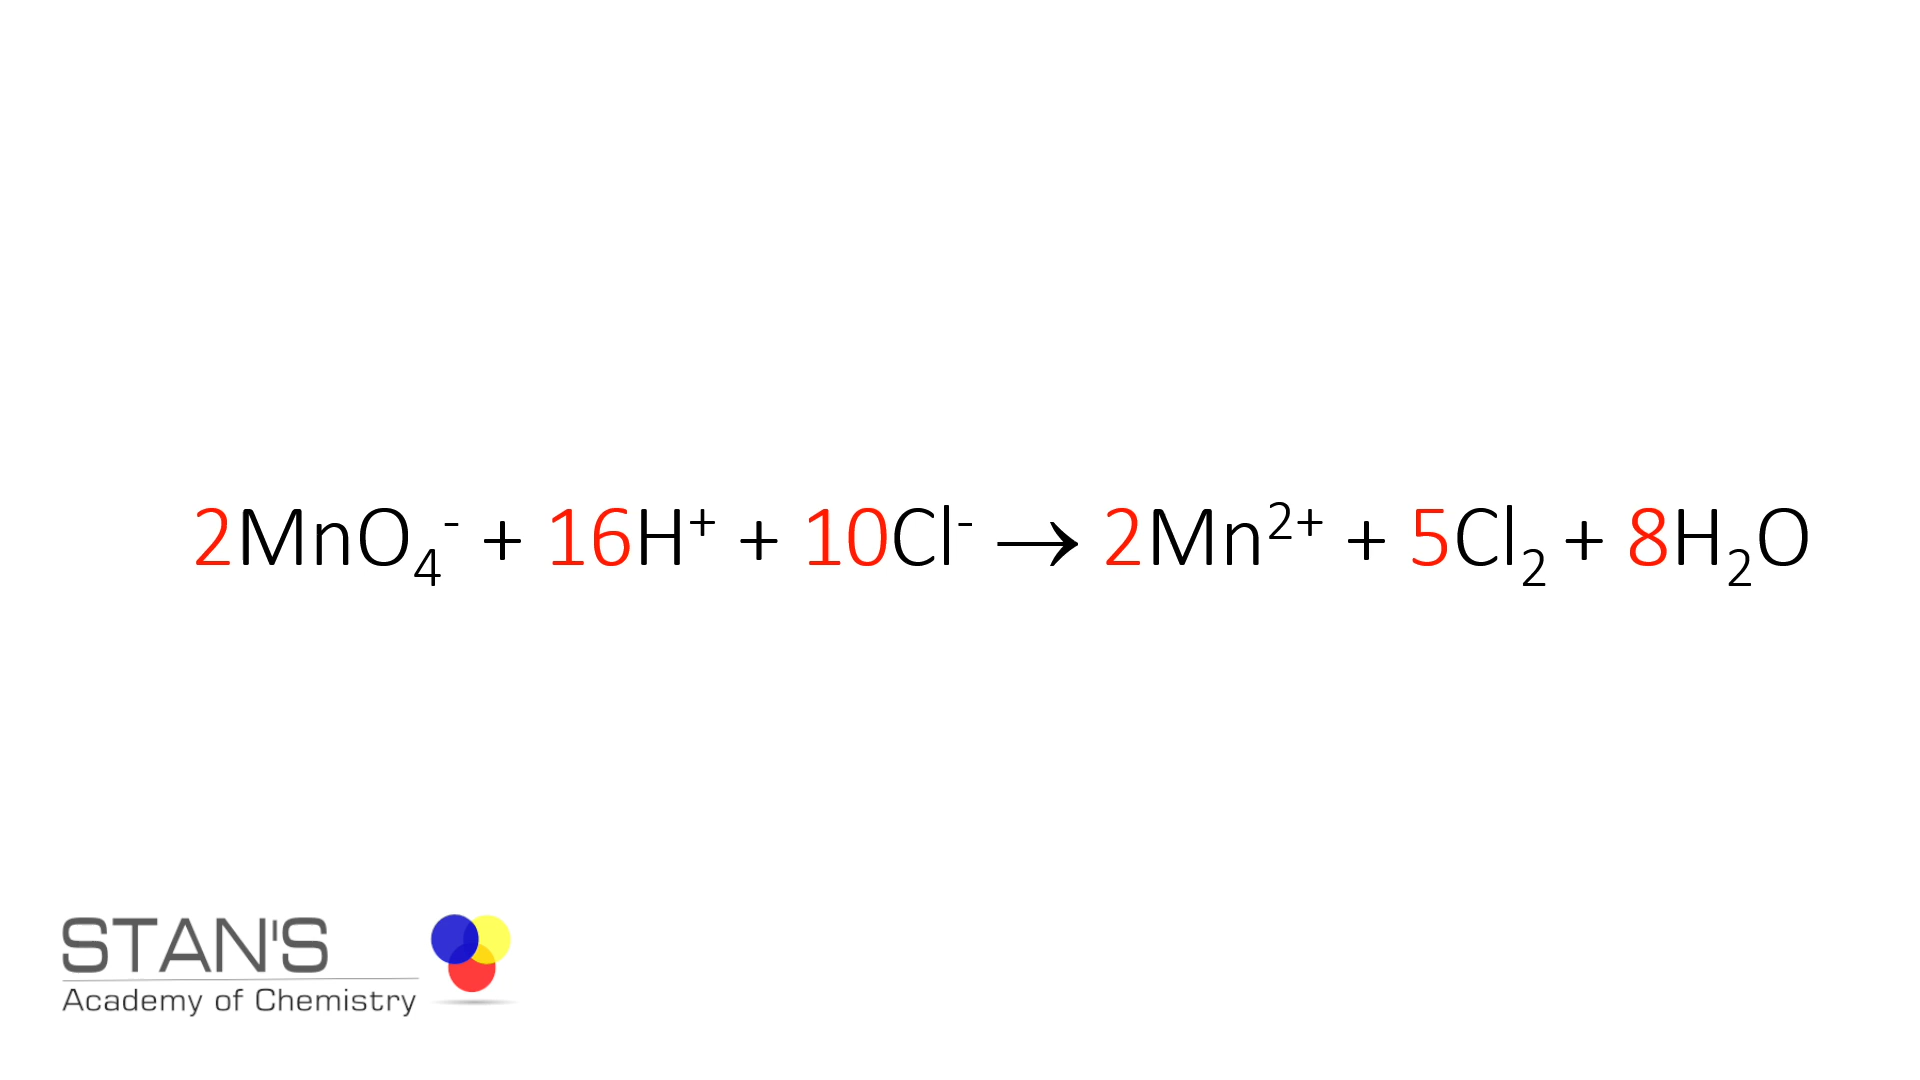 2MnO₄⁻ + 16H⁺ + 10Cl⁻ → 2Mn²⁺ + 5Cl₂ + 8H₂O
STAN'S
Academy of Chemistry